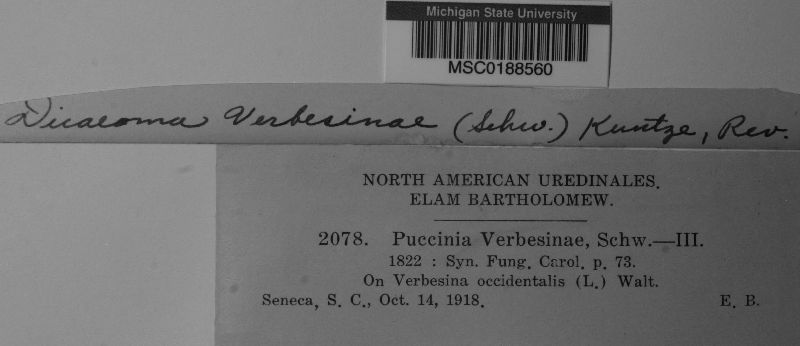 Michigan State University
MSC0188560
Dicaeoma Verbesinae (Schw.) Kuntze, Rev.
NORTH AMERICAN UREDINALES.
ELAM BARTHOLOMEW.
2078. Puccinia Verbesinae, Schw.—III.
1822 : Syn. Fung. Carol. p. 73.
On Verbesina occidentalis (L.) Walt.
Seneca, S. C., Oct. 14, 1918. E. B.